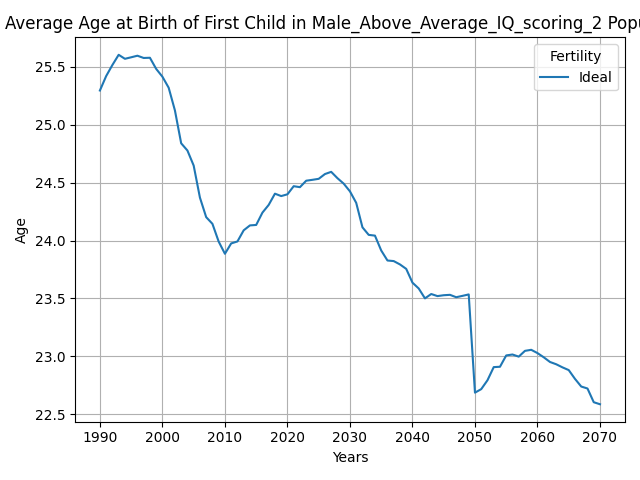 Average Age at Birth of First Child in Male_Above_Average_IQ_scoring_2
Fertility
Ideal
25.5
25.0
24.5
24.0
23.5
23.0
22.5
Age
1990 2000 2010 2020 2030 2040 2050 2060 2070
Years